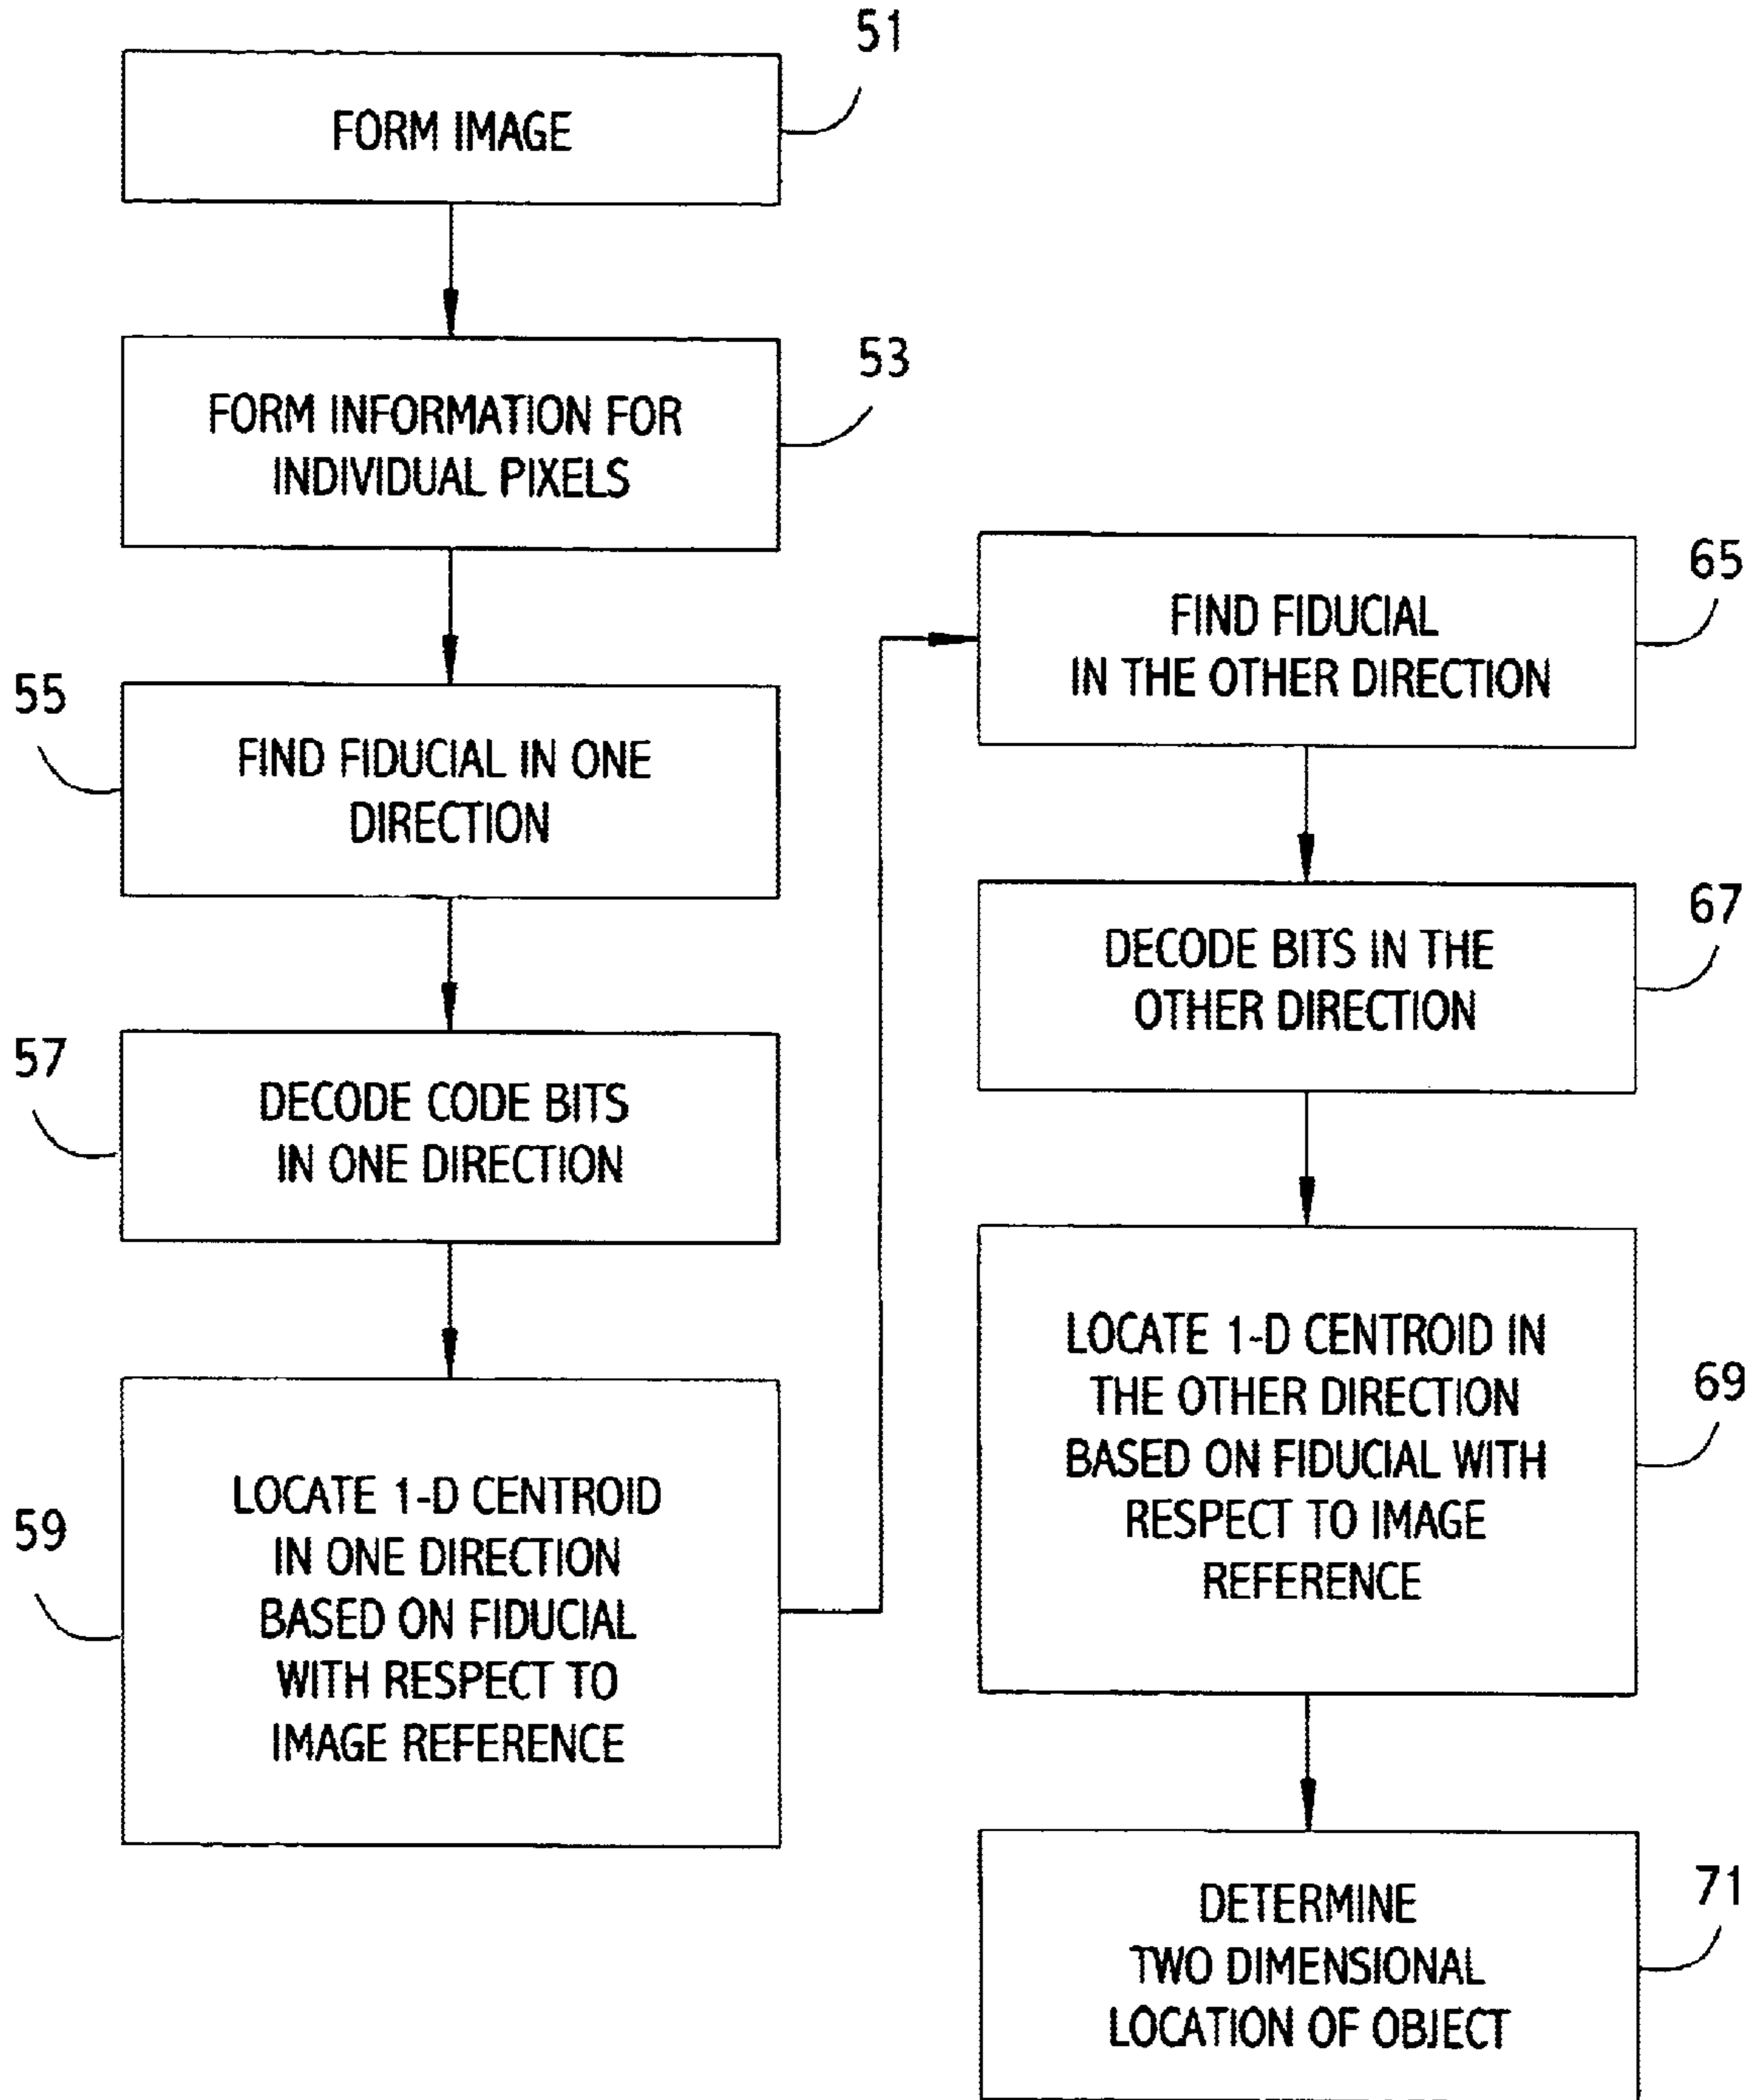 51
FORM IMAGE
53
FORM INFORMATION FOR
INDIVIDUAL PIXELS
55
FIND FIDUCIAL IN ONE
DIRECTION
57
DECODE CODE BITS
IN ONE DIRECTION
59
LOCATE 1-D CENTROID
IN ONE DIRECTION
BASED ON FIDUCIAL
WITH RESPECT TO
IMAGE REFERENCE
65
FIND FIDUCIAL
IN THE OTHER DIRECTION
67
DECODE BITS IN THE
OTHER DIRECTION
69
LOCATE 1-D CENTROID IN
THE OTHER DIRECTION
BASED ON FIDUCIAL WITH
RESPECT TO IMAGE
REFERENCE
71
DETERMINE
TWO DIMENSIONAL
LOCATION OF OBJECT